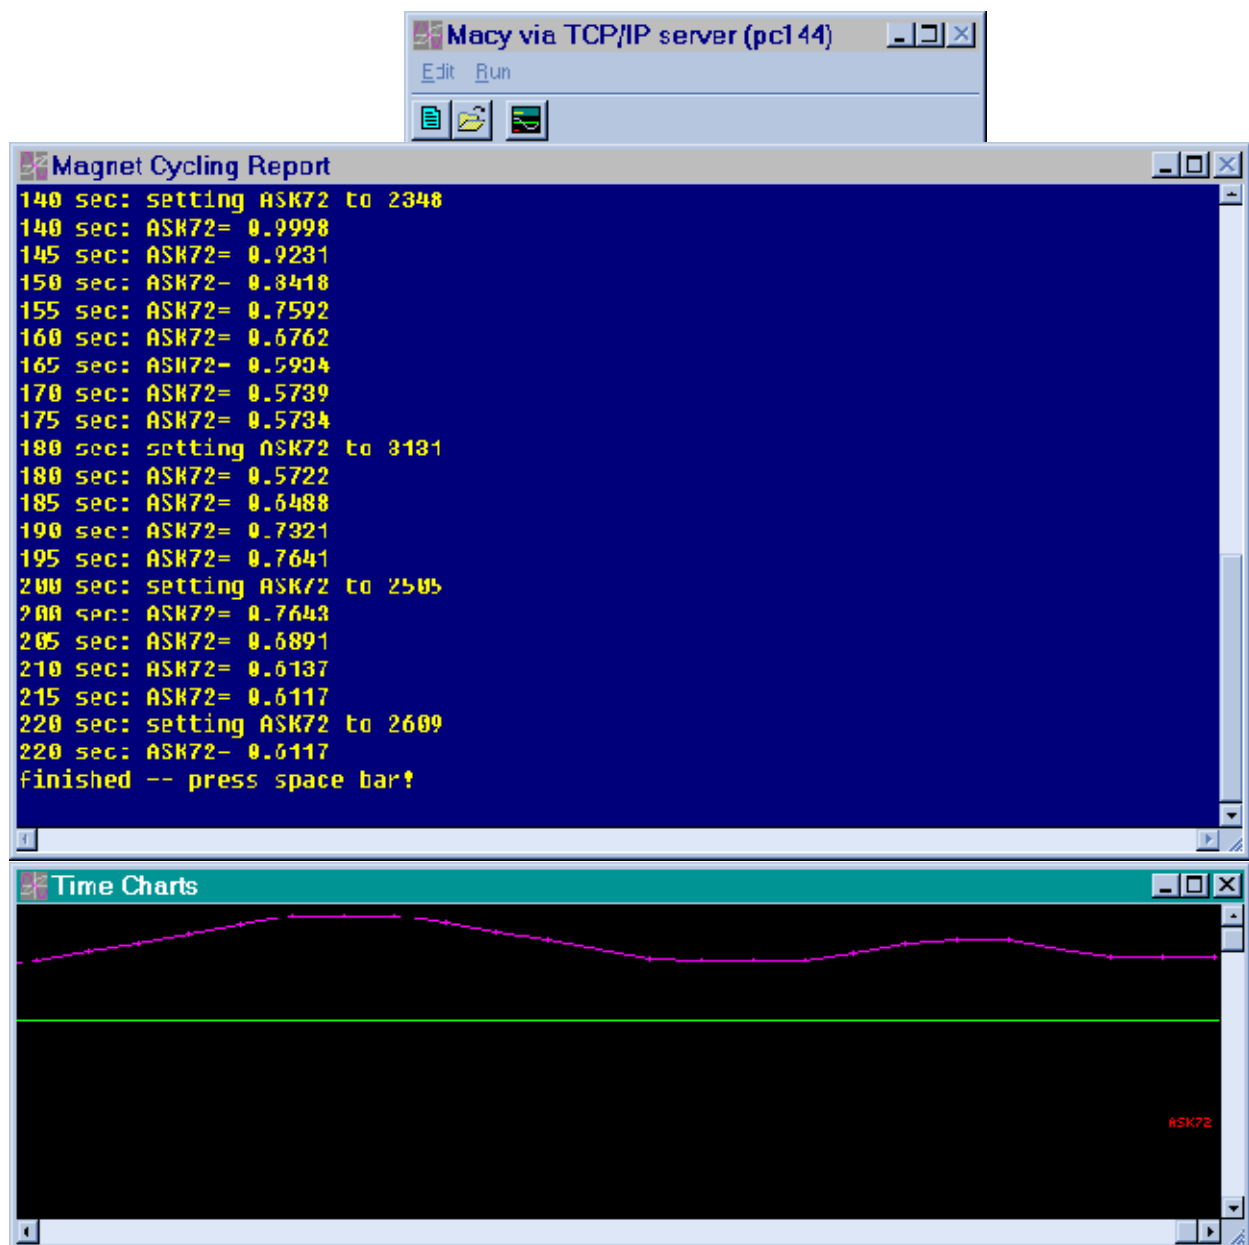 Macy via TCP/IP server (pc144)
Edit Run
Magnet Cycling Report
140 sec: setting ASK72 to 2348
140 sec: ASK72= 0.9998
145 sec: ASK72= 0.9231
150 sec: ASK72= 0.8418
155 sec: ASK72= 0.7592
160 sec: ASK72= 0.6762
165 sec: ASK72= 0.5934
170 sec: ASK72= 0.5739
175 sec: ASK72= 0.5734
180 sec: setting ASK72 to 3131
180 sec: ASK72= 0.5722
185 sec: ASK72= 0.6488
190 sec: ASK72= 0.7321
195 sec: ASK72= 0.7641
200 sec: setting ASK72 to 2505
200 sec: ASK72= 0.7643
205 sec: ASK72= 0.6891
210 sec: ASK72= 0.6137
215 sec: ASK72= 0.6117
220 sec: setting ASK72 to 2609
220 sec: ASK72= 0.6117
finished -- press space bar!
Time Charts
ASK72